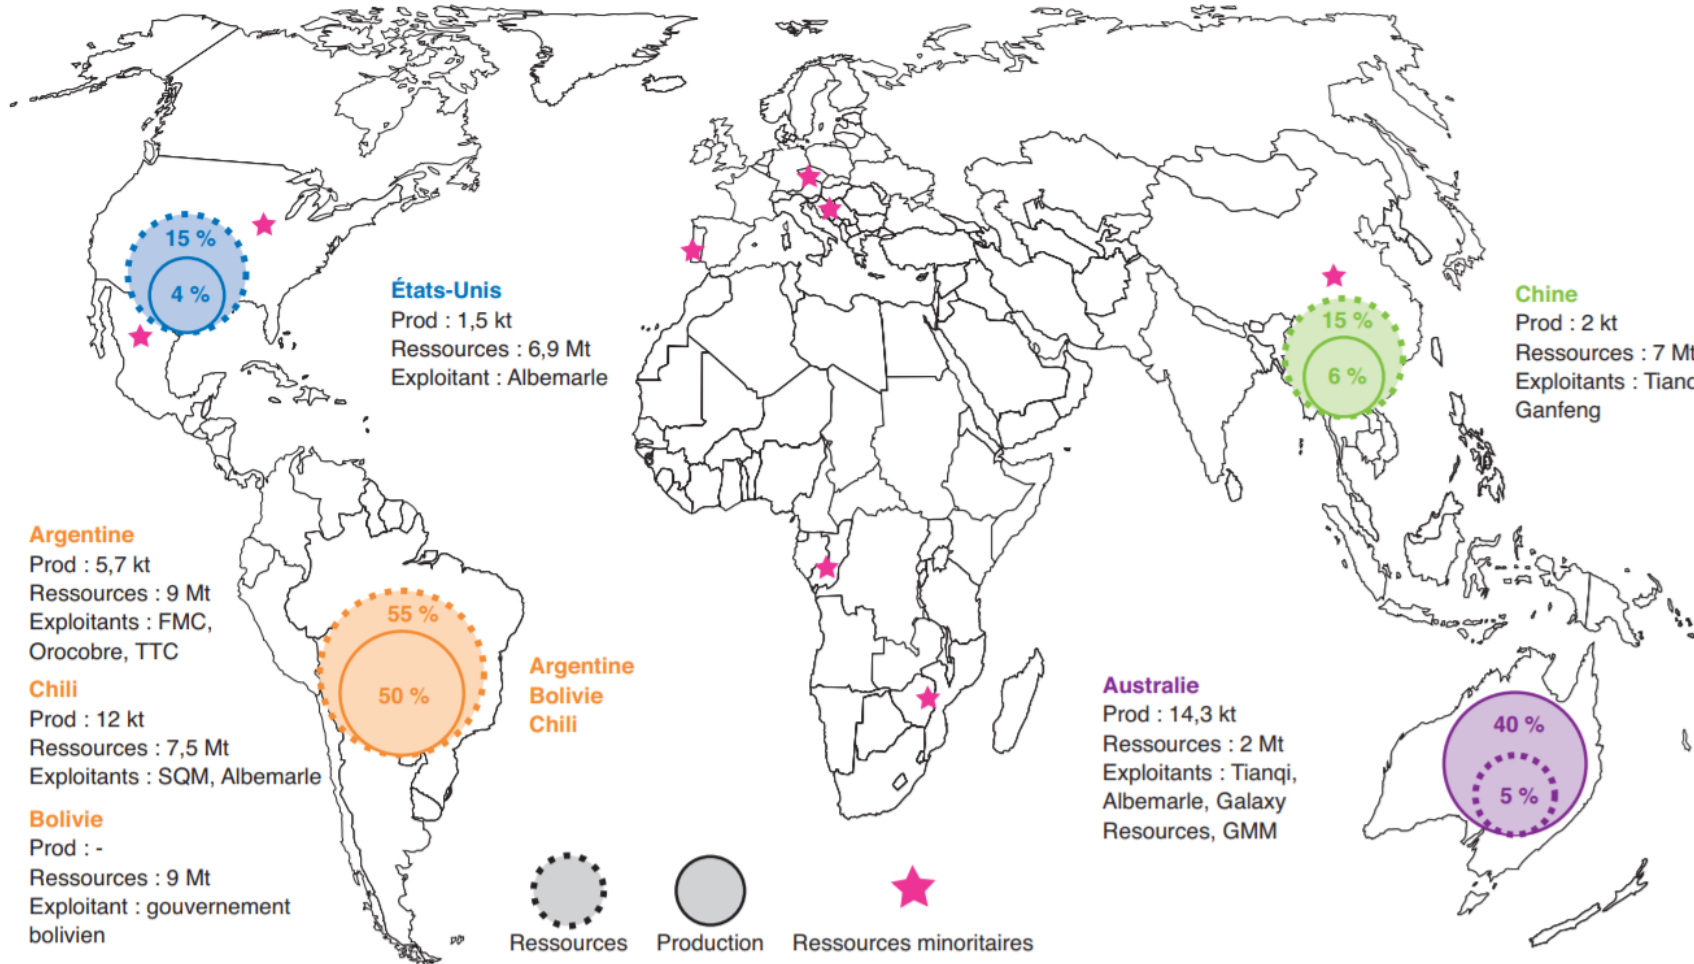 15 %
4 %
États-Unis
Prod : 1,5 kt
Ressources : 6,9 Mt
Exploitant : Albemarle
Chine
Prod : 2 kt
Ressources : 7 Mt
Exploitants :
Ganfeng
15 %
6 %
Argentine
Prod : 5,7 kt
Ressources : 9 Mt
Exploitants : FMC,
Orocobre, TTC
Chili
Prod : 12 kt
Ressources : 7,5 Mt
Exploitants : SQM, Albemarle
Bolivie
Prod : -
Ressources : 9 Mt
Exploitant : gouvernement
bolivien
55 %
50 %
Argentine
Bolivie
Chili
Australie
Prod : 14,3 kt
Ressources : 2 Mt
Exploitants : Tianqi,
Albemarle, Galaxy
Resources, GMM
40 %
5 %
Ressources
Production
Ressources minoritaires